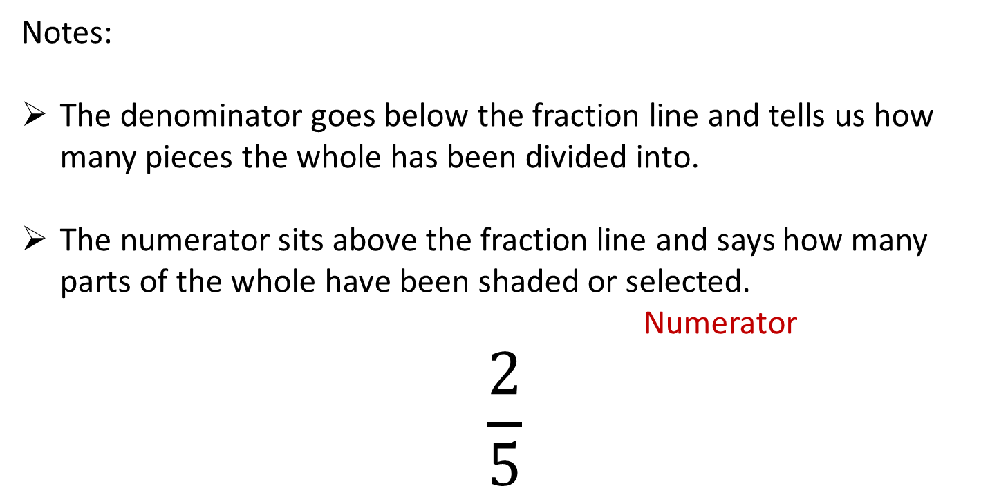 Notes:
➢ The denominator goes below the fraction line and tells us how
many pieces the whole has been divided into.
➢ The numerator sits above the fraction line and says how many
parts of the whole have been shaded or selected.
Numerator
2
5